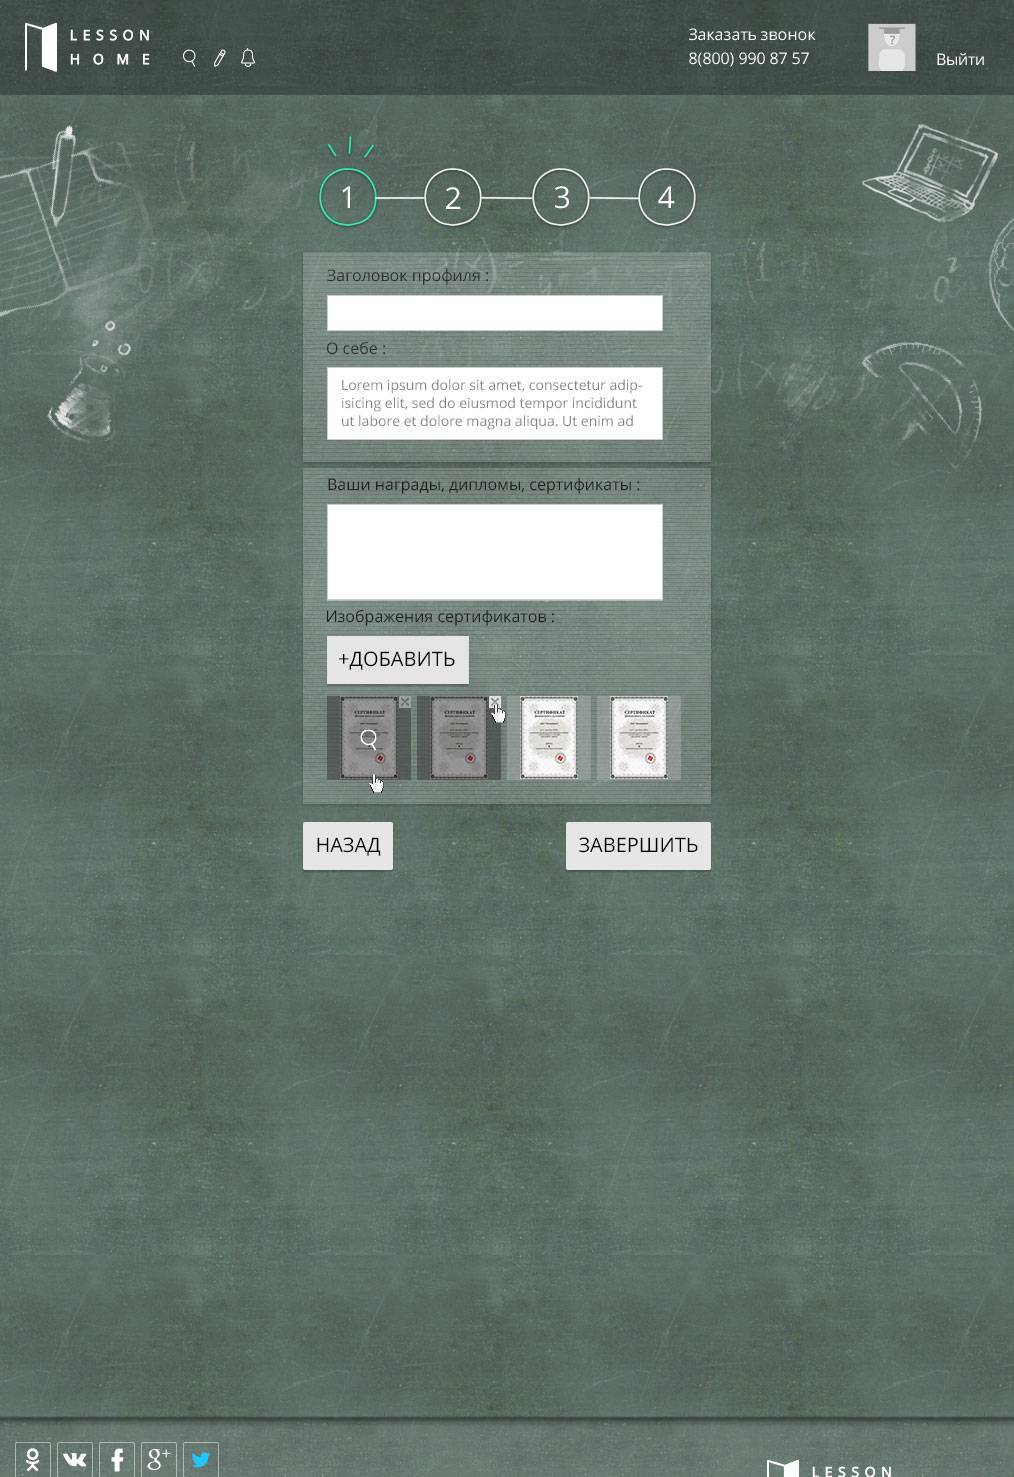 LESSON
HOME
Заказать звонок
8(800) 990 87 57
Выйти
1
2
3
4
Заголовок профиля :
О себе :
Lorem ipsum dolor sit amet, consectetur adip-
isicing elit, sed do eiusmod tempor incididunt
ut labore et dolore magna aliqua. Ut enim ad
Ваши награды, дипломы, сертификаты :
Изображения сертификатов :
+ДОБАВИТЬ
СЕРТИФИКАТ
СЕРТИФИКАТ
СЕРТИФИКАТ
СЕРТИФИКАТ
НАЗАД
ЗАВЕРШИТЬ
LESSON